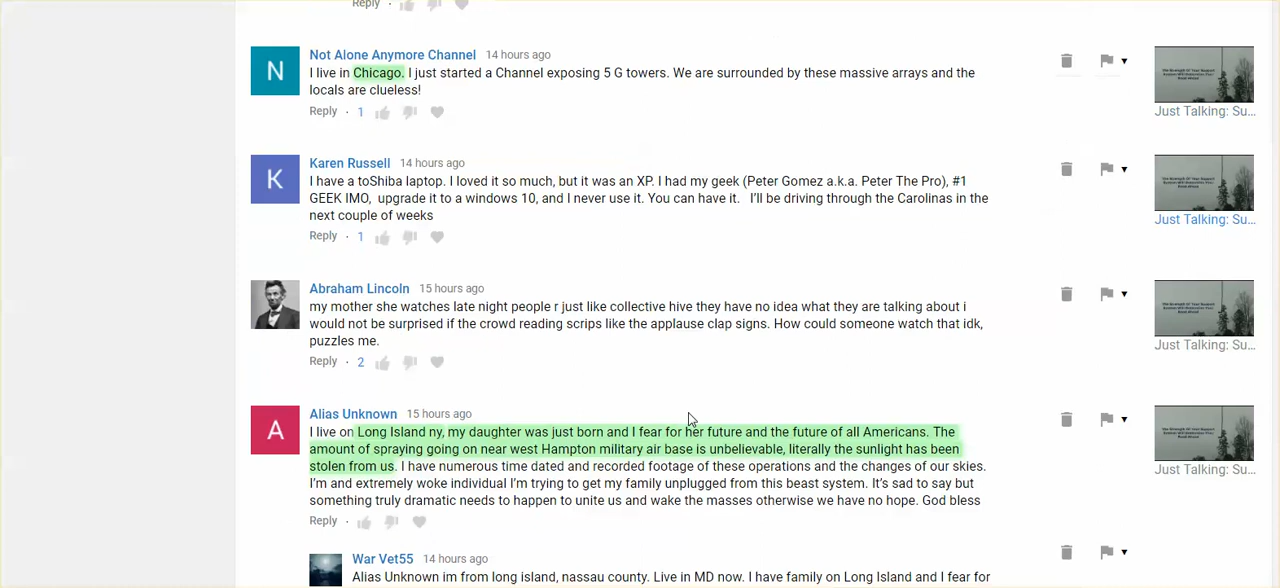 Reply
Not Alone Anymore Channel 14 hours ago
I live in Chicago. I just started a Channel exposing 5 G towers. We are surrounded by these massive arrays and the
locals are clueless!
Reply · 1
Just Talking: Su...
Karen Russell 14 hours ago
I have a toShiba laptop. I loved it so much, but it was an XP. I had my geek (Peter Gomez a.k.a. Peter The Pro), #1
GEEK IMO, upgrade it to a windows 10, and I never use it. You can have it. I'll be driving through the Carolinas in the
next couple of weeks
Reply · 1
Just Talking: Su...
Abraham Lincoln 15 hours ago
my mother she watches late night people r just like collective hive they have no idea what they are talking about i
would not be surprised if the crowd reading scrips like the applause clap signs. How could someone watch that idk,
puzzles me.
Reply · 2
Just Talking: Su...
Alias Unknown 15 hours ago
I live on Long Island ny, my daughter was just born and I fear for her future and the future of all Americans. The
amount of spraying going on near west Hampton military air base is unbelievable, literally the sunlight has been
stolen from us. I have numerous time dated and recorded footage of these operations and the changes of our skies.
I'm and extremely woke individual I'm trying to get my family unplugged from this beast system. It's sad to say but
something truly dramatic needs to happen to unite us and wake the masses otherwise we have no hope. God bless
Reply ·
Just Talking: Su...
War Vet55 14 hours ago
Alias Unknown im from long island, nassau county. Live in MD now. I have family on Long Island and I fear for
N
K
A